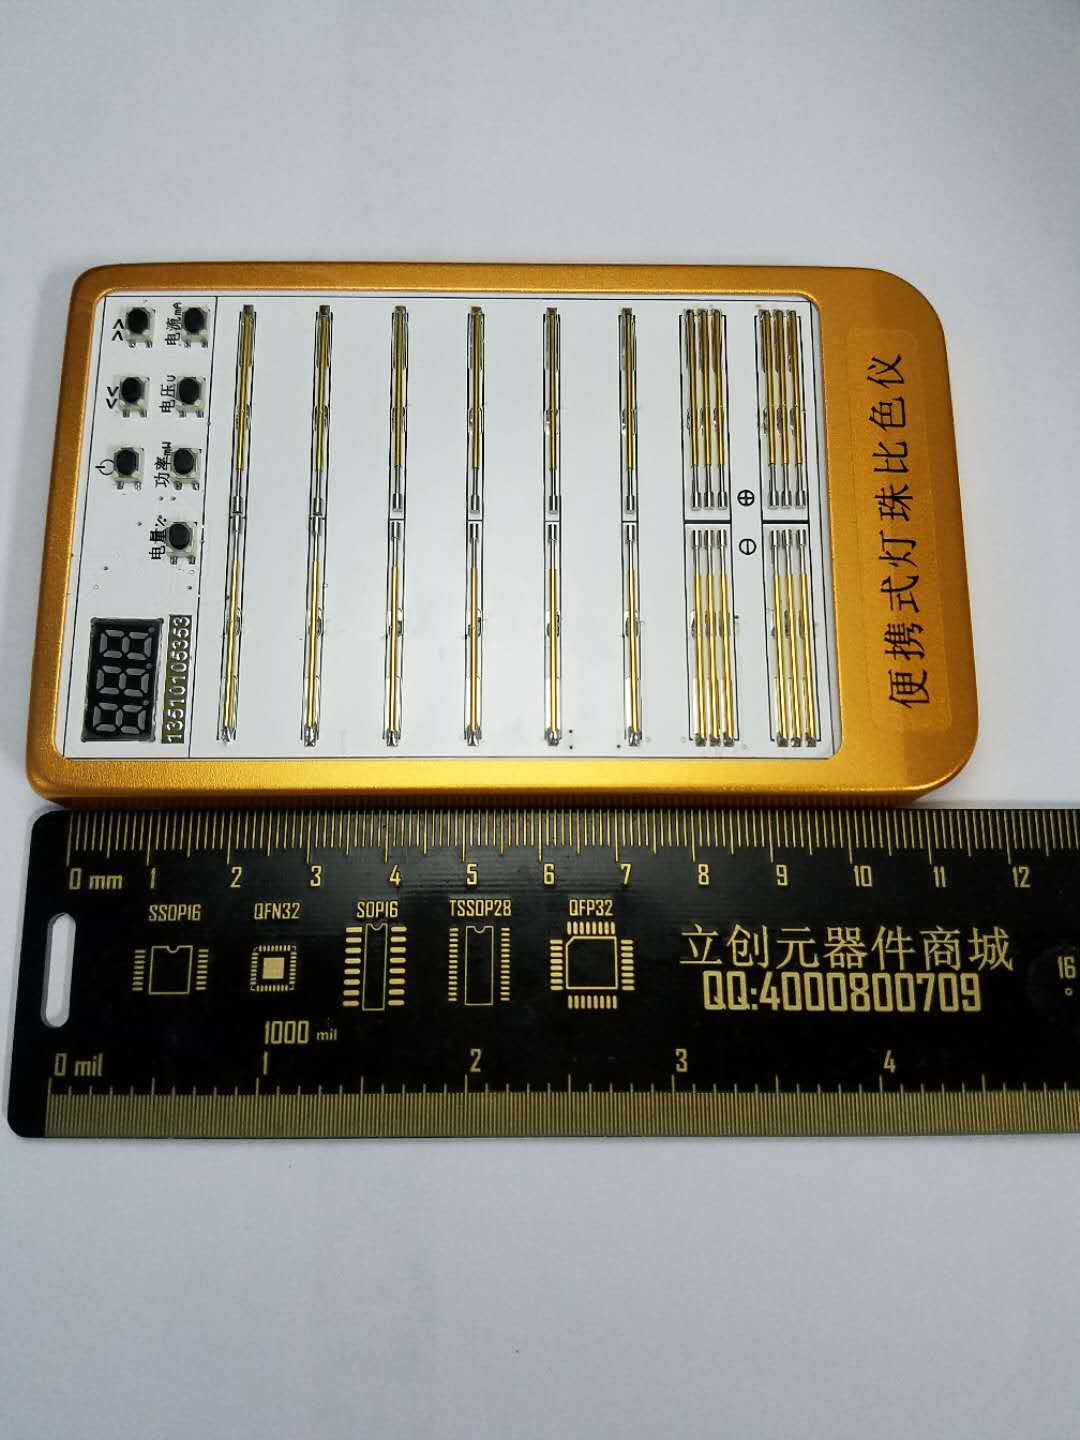 >>
电流mA
<<
电压U
功率mW
电量%
888
13510105353
便携式灯珠比色仪
0 mm 1 2 3 4 5 6 7 8 9 10 11 12
SSOP16 QFN32 SOP16 TSSOP28 QFP32
立创元器件商城
QQ:4000800709
16
1000 mil
0 mil 1 2 3 4